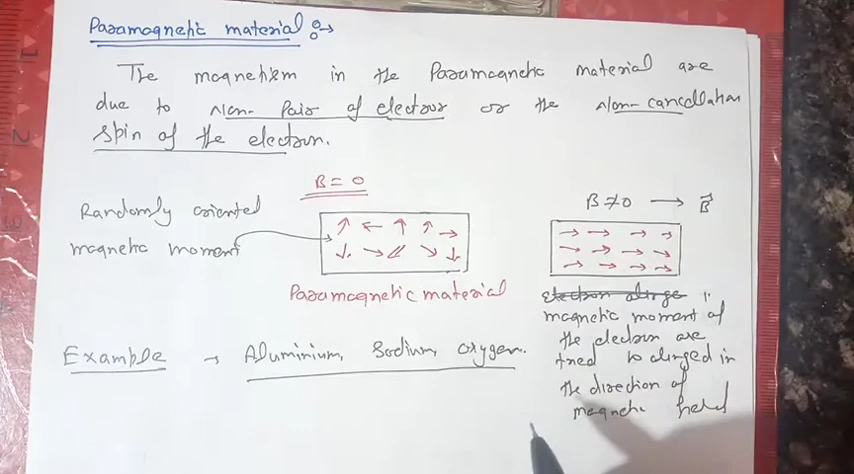 Paramagnetic material :→
The magnetism in the Paramagnetic material are
due to Non-Pair of electron or the Non-cancellation
spin of the electron.
B = 0
Randomly oriented
magnetic moment
Paramagnetic material
B ≠ 0 → B⃗
magnetic moment of
the electron are
tried to alinged in
the direction of
magnetic field
Example → Aluminium, Sodium, oxygen.